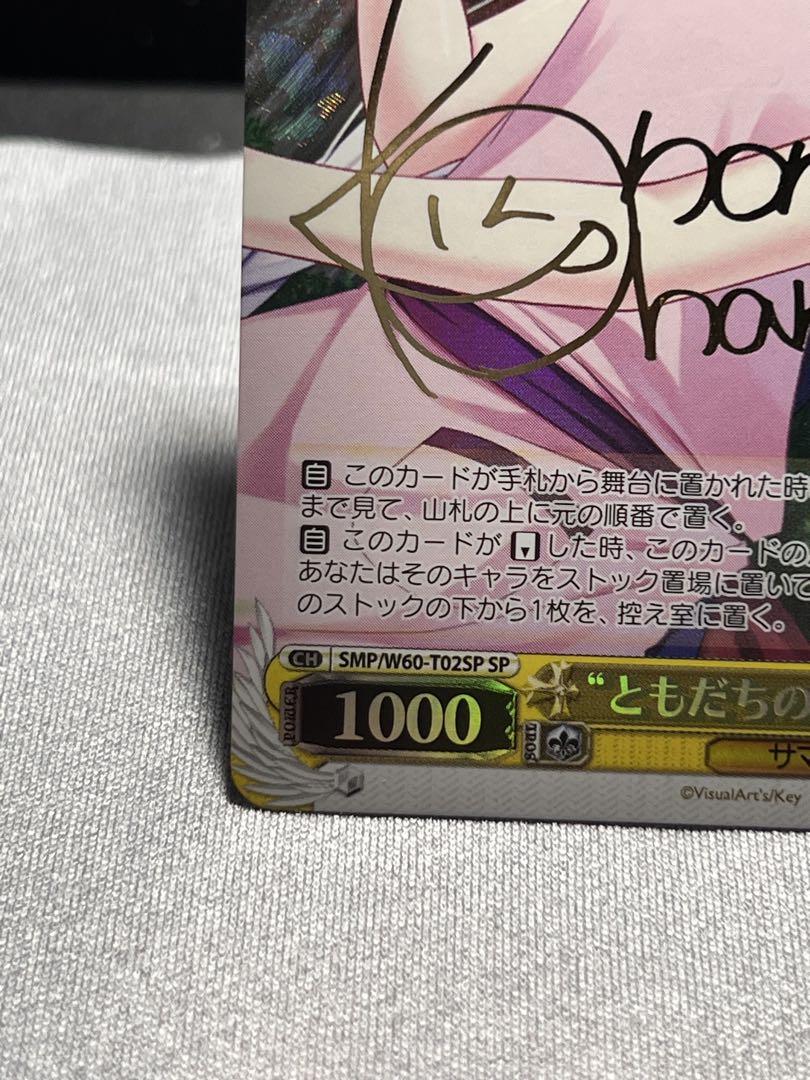 自 このカードが手札から舞台に置かれた時
まで見て、山札の上に元の順番で置く。
自 このカードが したとき、このカードの
あなたはそのキャラをストック置場に置いて
のストックの下から1枚を、控え室に置く。
CH SMP/W60-T02SP SP
POWER 1000
“ともだちの
SOUL
サマ
©VisualArt's/Key